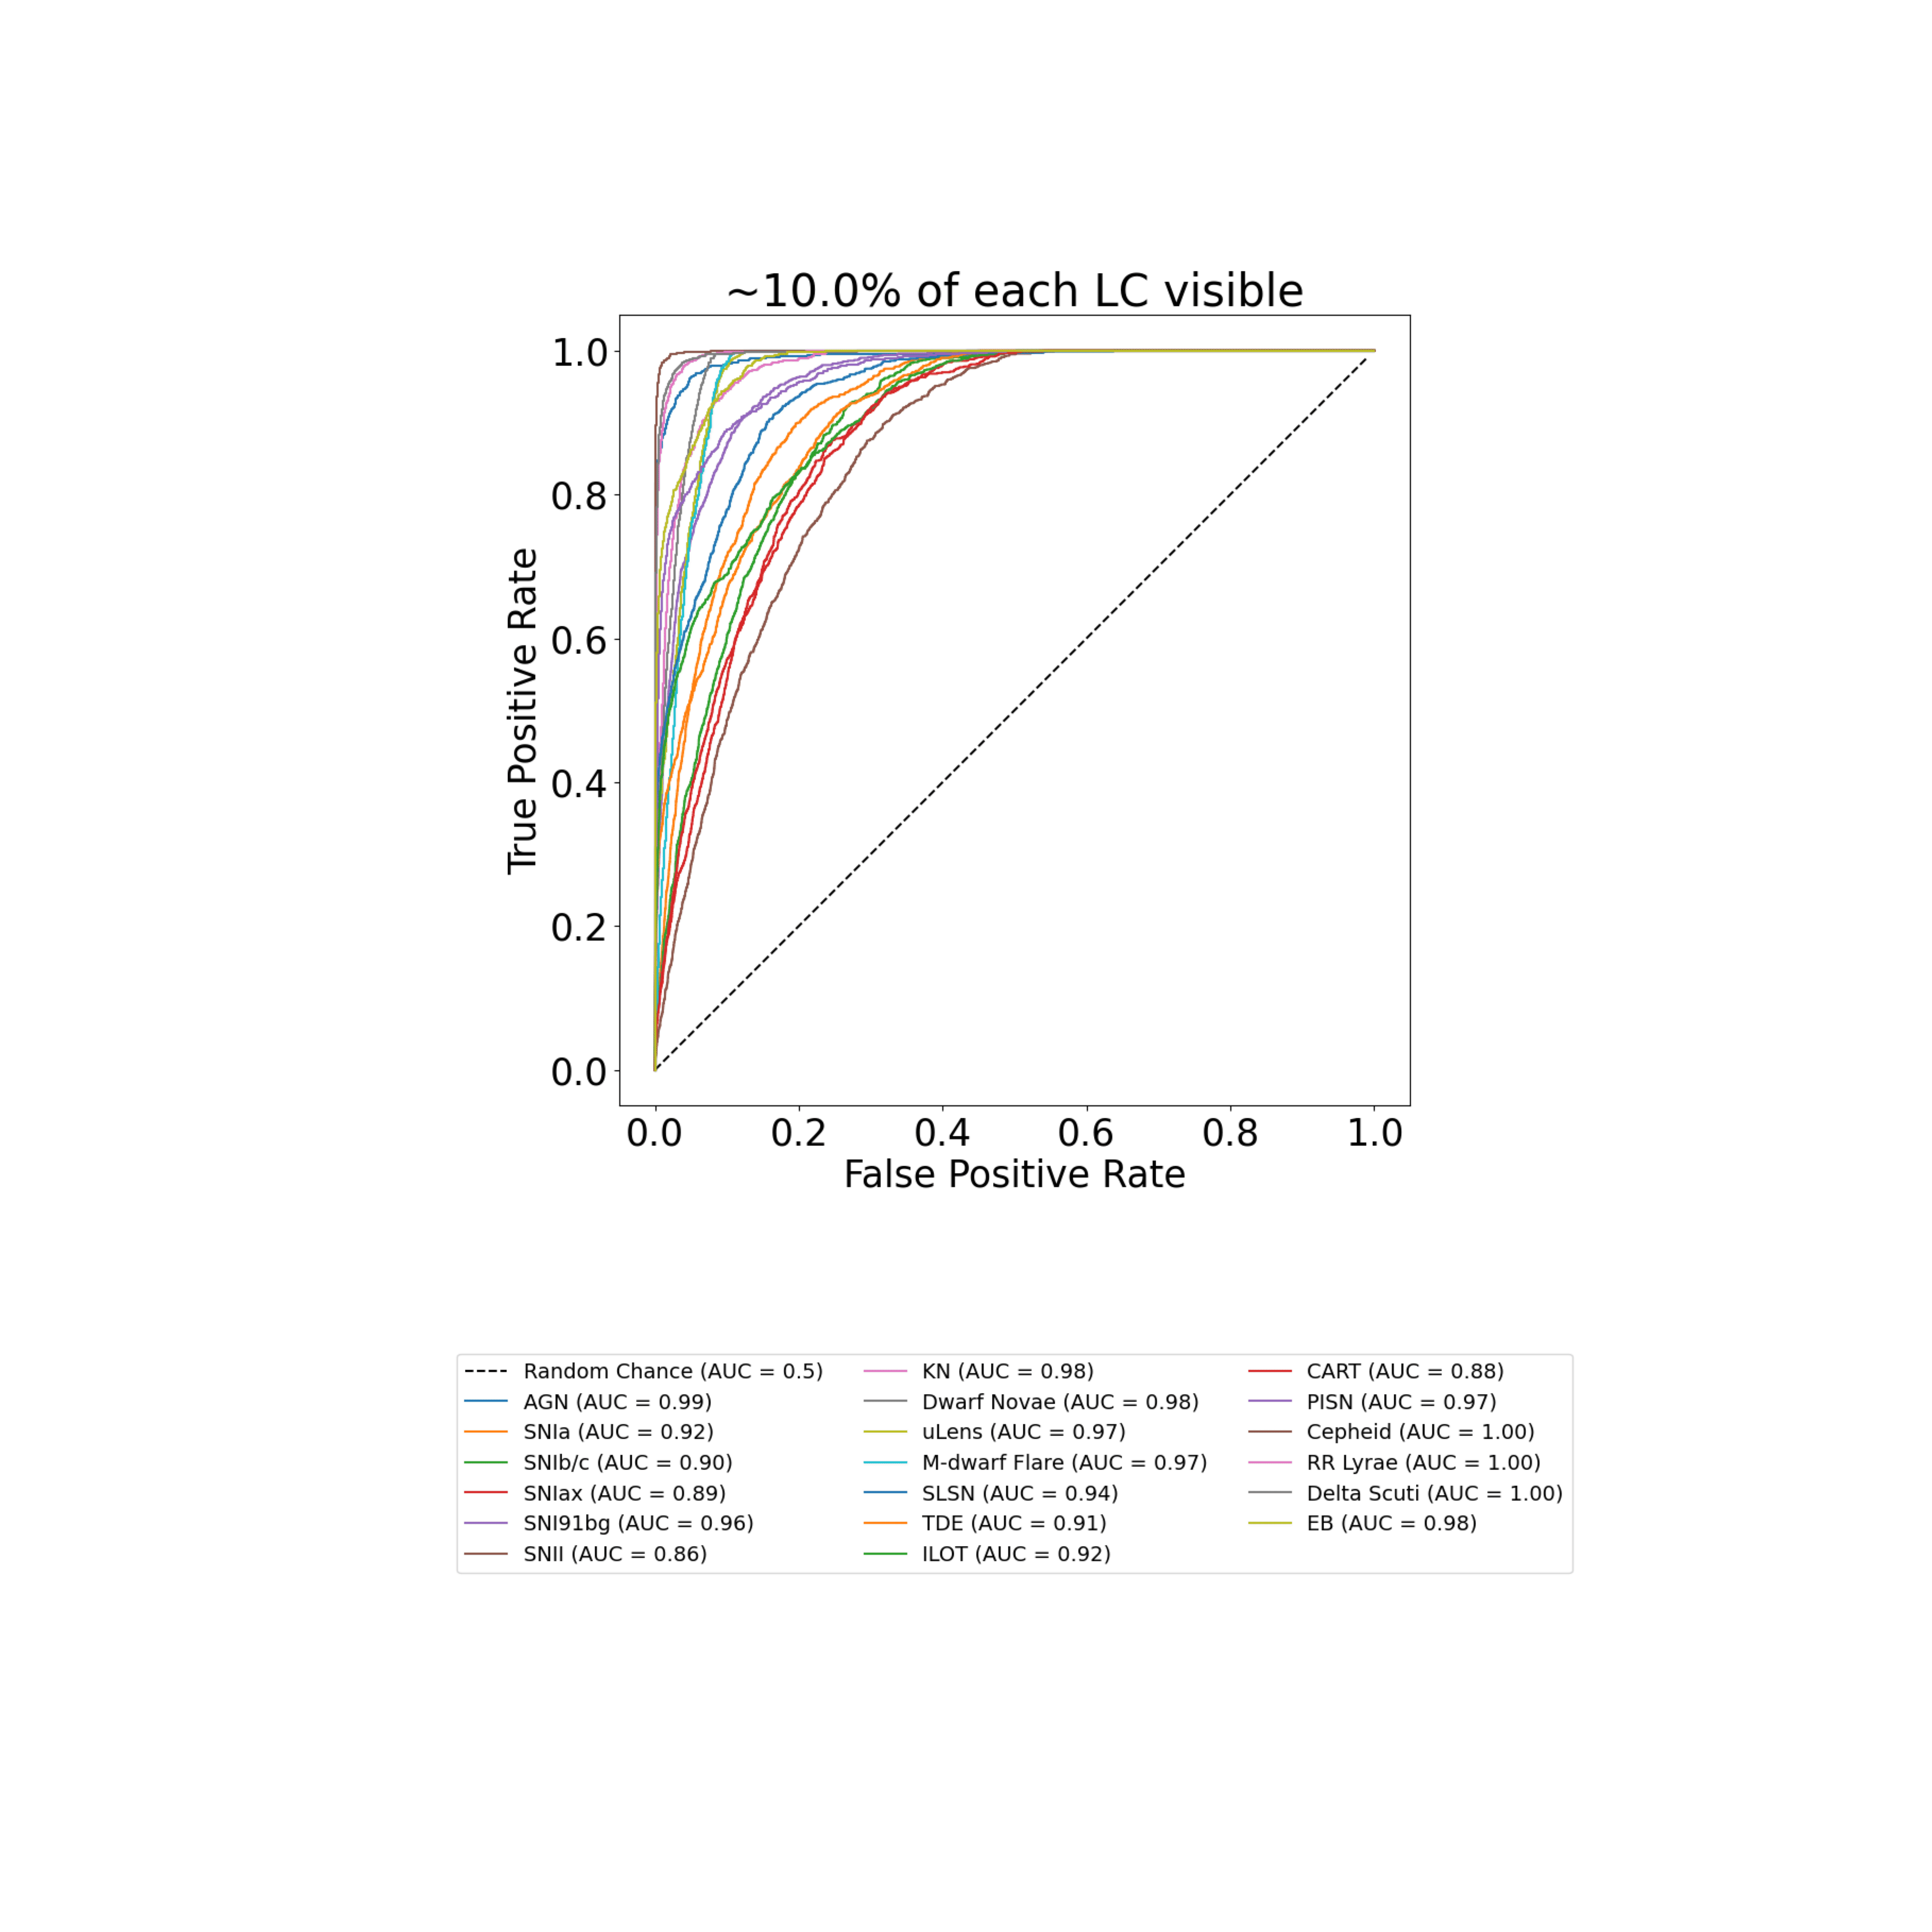 ~10.0% of each LC visible
1.0
0.8
0.6
0.4
0.2
0.0
True Positive Rate
0.0 0.2 0.4 0.6 0.8 1.0
False Positive Rate
Random Chance (AUC = 0.5)
AGN (AUC = 0.99)
SNIa (AUC = 0.92)
SNIb/c (AUC = 0.90)
SNIax (AUC = 0.89)
SNI91bg (AUC = 0.96)
SNII (AUC = 0.86)
KN (AUC = 0.98)
Dwarf Novae (AUC = 0.98)
uLens (AUC = 0.97)
M-dwarf Flare (AUC = 0.97)
SLSN (AUC = 0.94)
TDE (AUC = 0.91)
ILOT (AUC = 0.92)
CART (AUC = 0.88)
PISN (AUC = 0.97)
Cepheid (AUC = 1.00)
RR Lyrae (AUC = 1.00)
Delta Scuti (AUC = 1.00)
EB (AUC = 0.98)